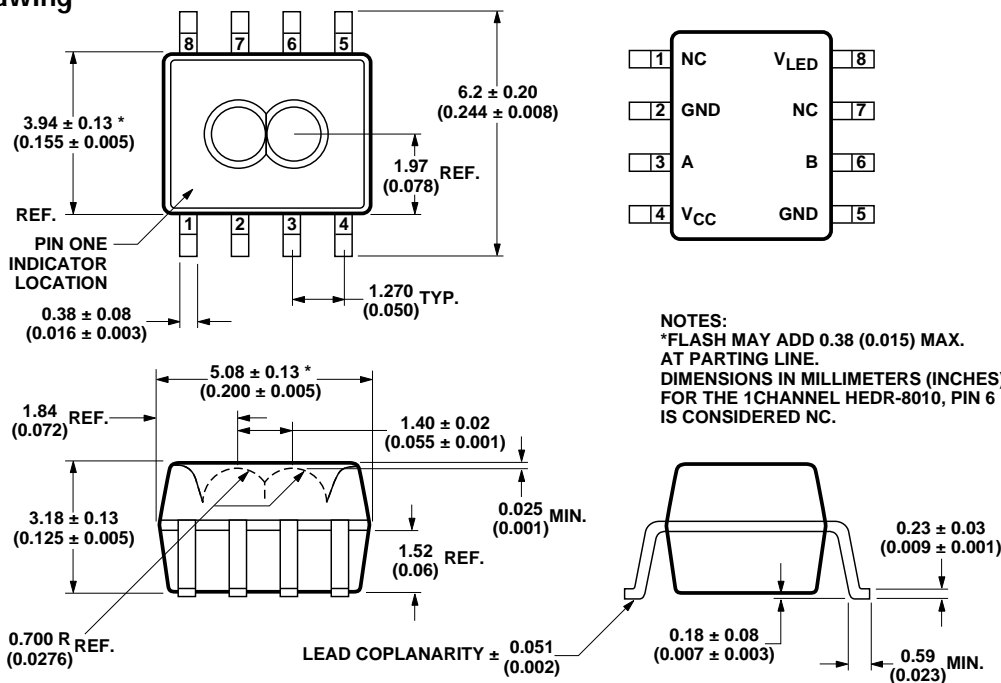 8 7 6 5
3.94 ± 0.13 *
(0.155 ± 0.005)
6.2 ± 0.20
(0.244 ± 0.008)
1.97
(0.078) REF.
REF.
PIN ONE
INDICATOR
LOCATION
1 2 3 4
0.38 ± 0.08
(0.016 ± 0.003)
1.270
(0.050) TYP.
1 NC VLED 8
2 GND NC 7
3 A B 6
4 VCC GND 5
NOTES:
*FLASH MAY ADD 0.38 (0.015) MAX.
AT PARTING LINE.
DIMENSIONS IN MILLIMETERS (INCHES)
FOR THE 1CHANNEL HEDR-8010, PIN 6
IS CONSIDERED NC.
5.08 ± 0.13 *
(0.200 ± 0.005)
1.84
(0.072) REF.
1.40 ± 0.02
(0.055 ± 0.001)
3.18 ± 0.13
(0.125 ± 0.005)
0.025
(0.001) MIN.
1.52
(0.06) REF.
0.700 R
(0.0276) REF.
LEAD COPLANARITY ± 0.051
(0.002)
0.23 ± 0.03
(0.009 ± 0.001)
0.18 ± 0.08
(0.007 ± 0.003)
0.59
(0.023) MIN.